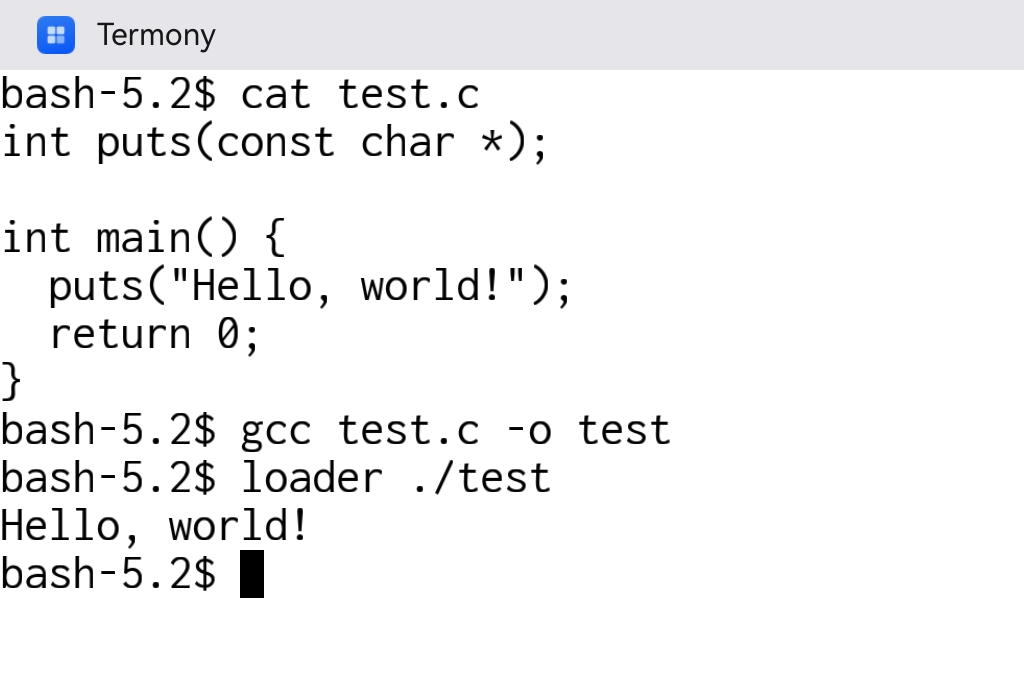 Termony
bash-5.2$ cat test.c
int puts(const char *);

int main() {
  puts("Hello, world!");
  return 0;
}
bash-5.2$ gcc test.c -o test
bash-5.2$ loader ./test
Hello, world!
bash-5.2$